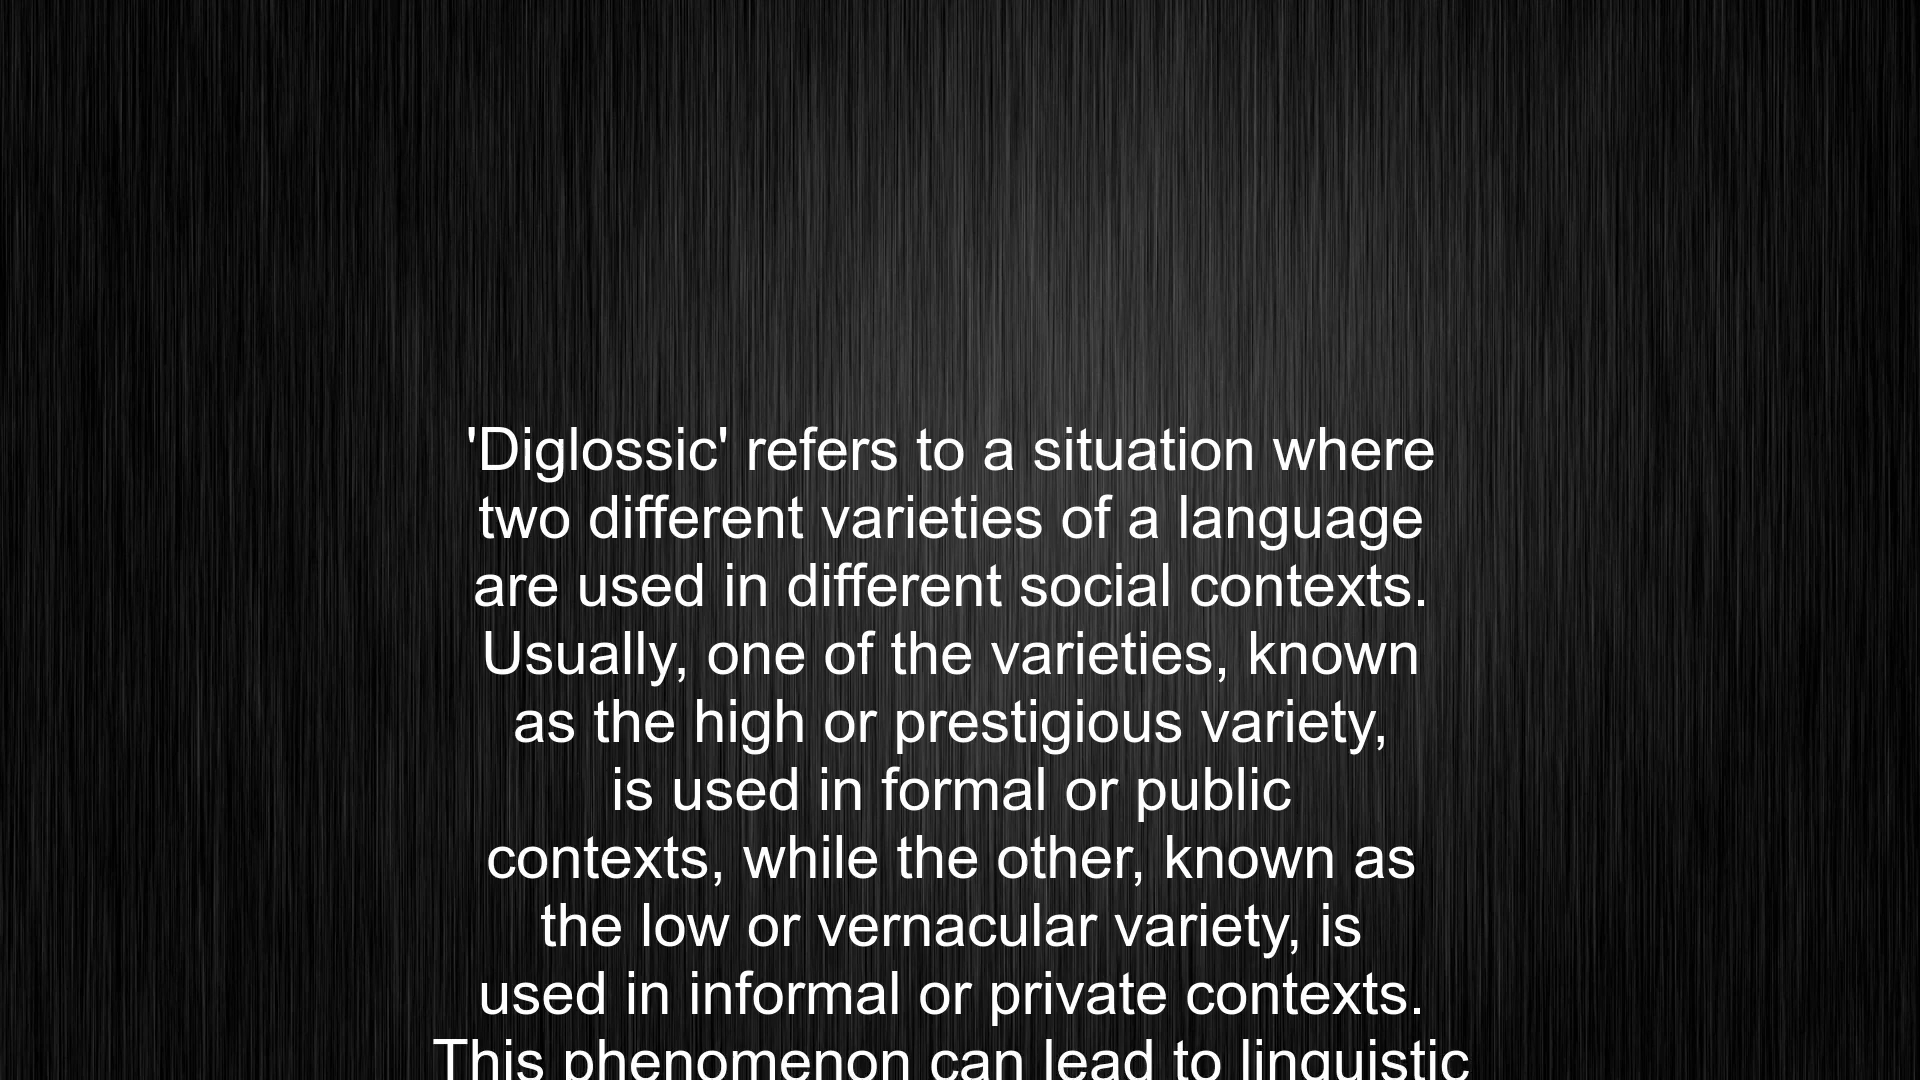 'Diglossic' refers to a situation where
two different varieties of a language
are used in different social contexts.
Usually, one of the varieties, known
as the high or prestigious variety,
is used in formal or public
contexts, while the other, known as
the low or vernacular variety, is
used in informal or private contexts.
This phenomenon can lead to linguistic